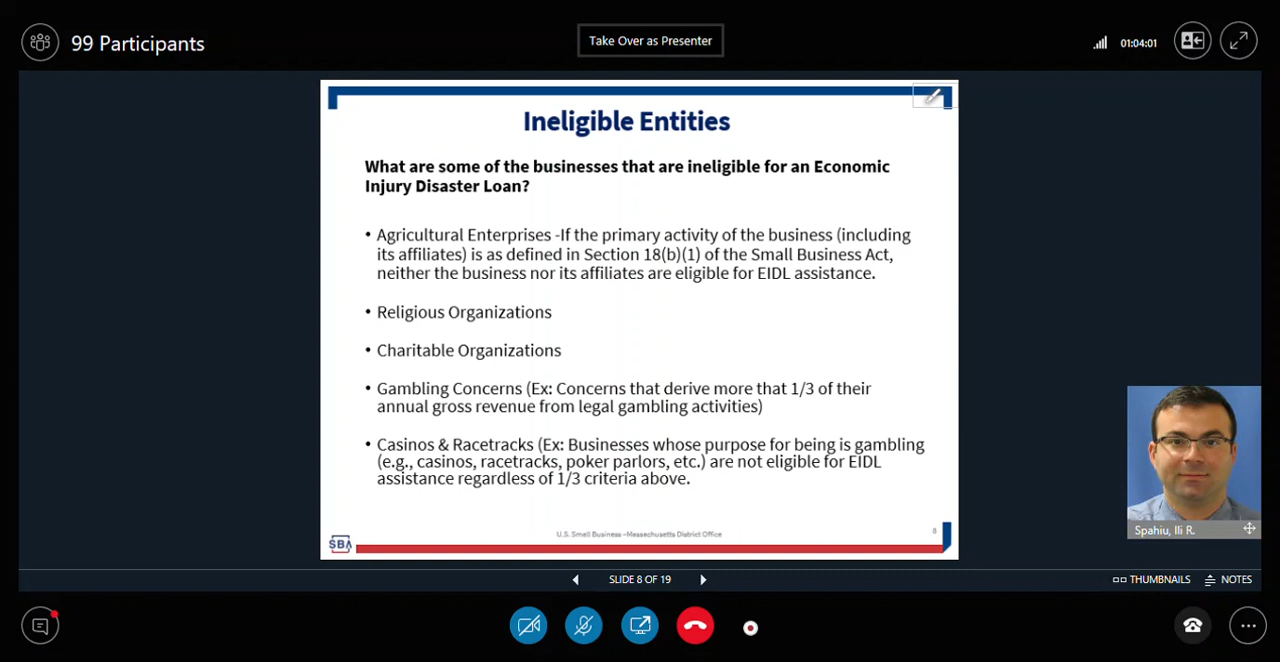 99 Participants
Take Over as Presenter
01:04:01
Ineligible Entities
What are some of the businesses that are ineligible for an Economic
Injury Disaster Loan?
• Agricultural Enterprises -If the primary activity of the business (including
its affiliates) is as defined in Section 18(b)(1) of the Small Business Act,
neither the business nor its affiliates are eligible for EIDL assistance.
• Religious Organizations
• Charitable Organizations
• Gambling Concerns (Ex: Concerns that derive more that 1/3 of their
annual gross revenue from legal gambling activities)
• Casinos & Racetracks (Ex: Businesses whose purpose for being is gambling
(e.g., casinos, racetracks, poker parlors, etc.) are not eligible for EIDL
assistance regardless of 1/3 criteria above.
Spahiu, Ili R.
U.S. Small Business –Massachusetts District Office
8
SBA
SLIDE 8 OF 19
THUMBNAILS
NOTES